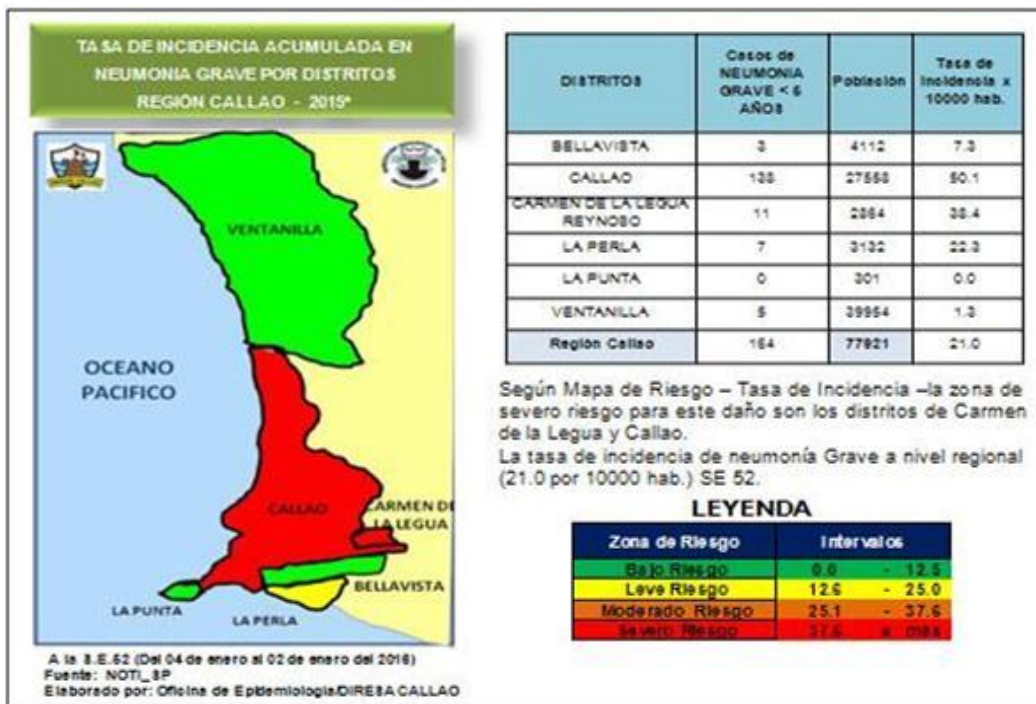 TASA DE INCIDENCIA ACUMULADA EN
NEUMONIA GRAVE POR DISTRITOS
REGIÓN CALLAO - 2015*
VENTANILLA
OCEANO
PACIFICO
CALLAO
CARMEN DE
LA LEGUA
BELLAVISTA
LA PUNTA
LA PERLA
A la S.E.52 (Del 04 de enero al 02 de enero del 2016)
Fuente: NOTI_SP
Elaborado por: Oficina de Epidemiologia/DIRESA CALLAO
DISTRITOS Casos de NEUMONIA GRAVE < 5 AÑOS Población Tasa de Incidencia x 10000 hab.
BELLAVISTA 3 4112 7.3
CALLAO 138 27558 50.1
CARMEN DE LA LEGUA REYNOSO 11 2864 38.4
LA PERLA 7 3132 22.3
LA PUNTA 0 301 0.0
VENTANILLA 5 39954 1.3
Región Callao 164 77921 21.0
Según Mapa de Riesgo – Tasa de Incidencia –la zona de
severo riesgo para este daño son los distritos de Carmen
de la Legua y Callao.
La tasa de incidencia de neumonía Grave a nivel regional
(21.0 por 10000 hab.) SE 52.
LEYENDA
Zona de Riesgo Intervalos
Bajo Riesgo 0.0 - 12.5
Leve Riesgo 12.6 - 25.0
Moderado Riesgo 25.1 - 37.6
Severo Riesgo 37.6 a más